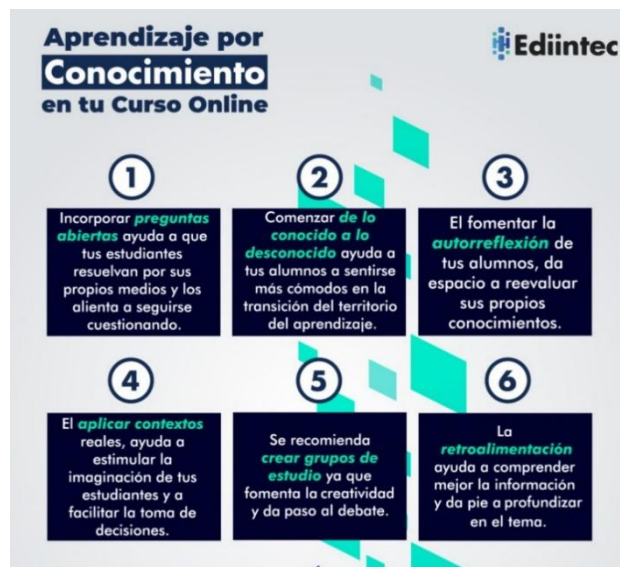 Aprendizaje por
Conocimiento
en tu Curso Online
Ediintec
1
Incorporar preguntas
abiertas ayuda a que
tus estudiantes
resuelvan por sus
propios medios y los
alienta a seguirse
cuestionando.
2
Comenzar de lo
conocido a lo
desconocido ayuda a
tus alumnos a sentirse
más cómodos en la
transición del territorio
del aprendizaje.
3
El fomentar la
autorreflexión de
tus alumnos, da
espacio a reevaluar
sus propios
conocimientos.
4
El aplicar contextos
reales, ayuda a
estimular la
imaginación de tus
estudiantes y a
facilitar la toma de
decisiones.
5
Se recomienda
crear grupos de
estudio ya que
fomenta la creatividad
y da paso al debate.
6
La
retroalimentación
ayuda a comprender
mejor la información
y da pie a profundizar
en el tema.